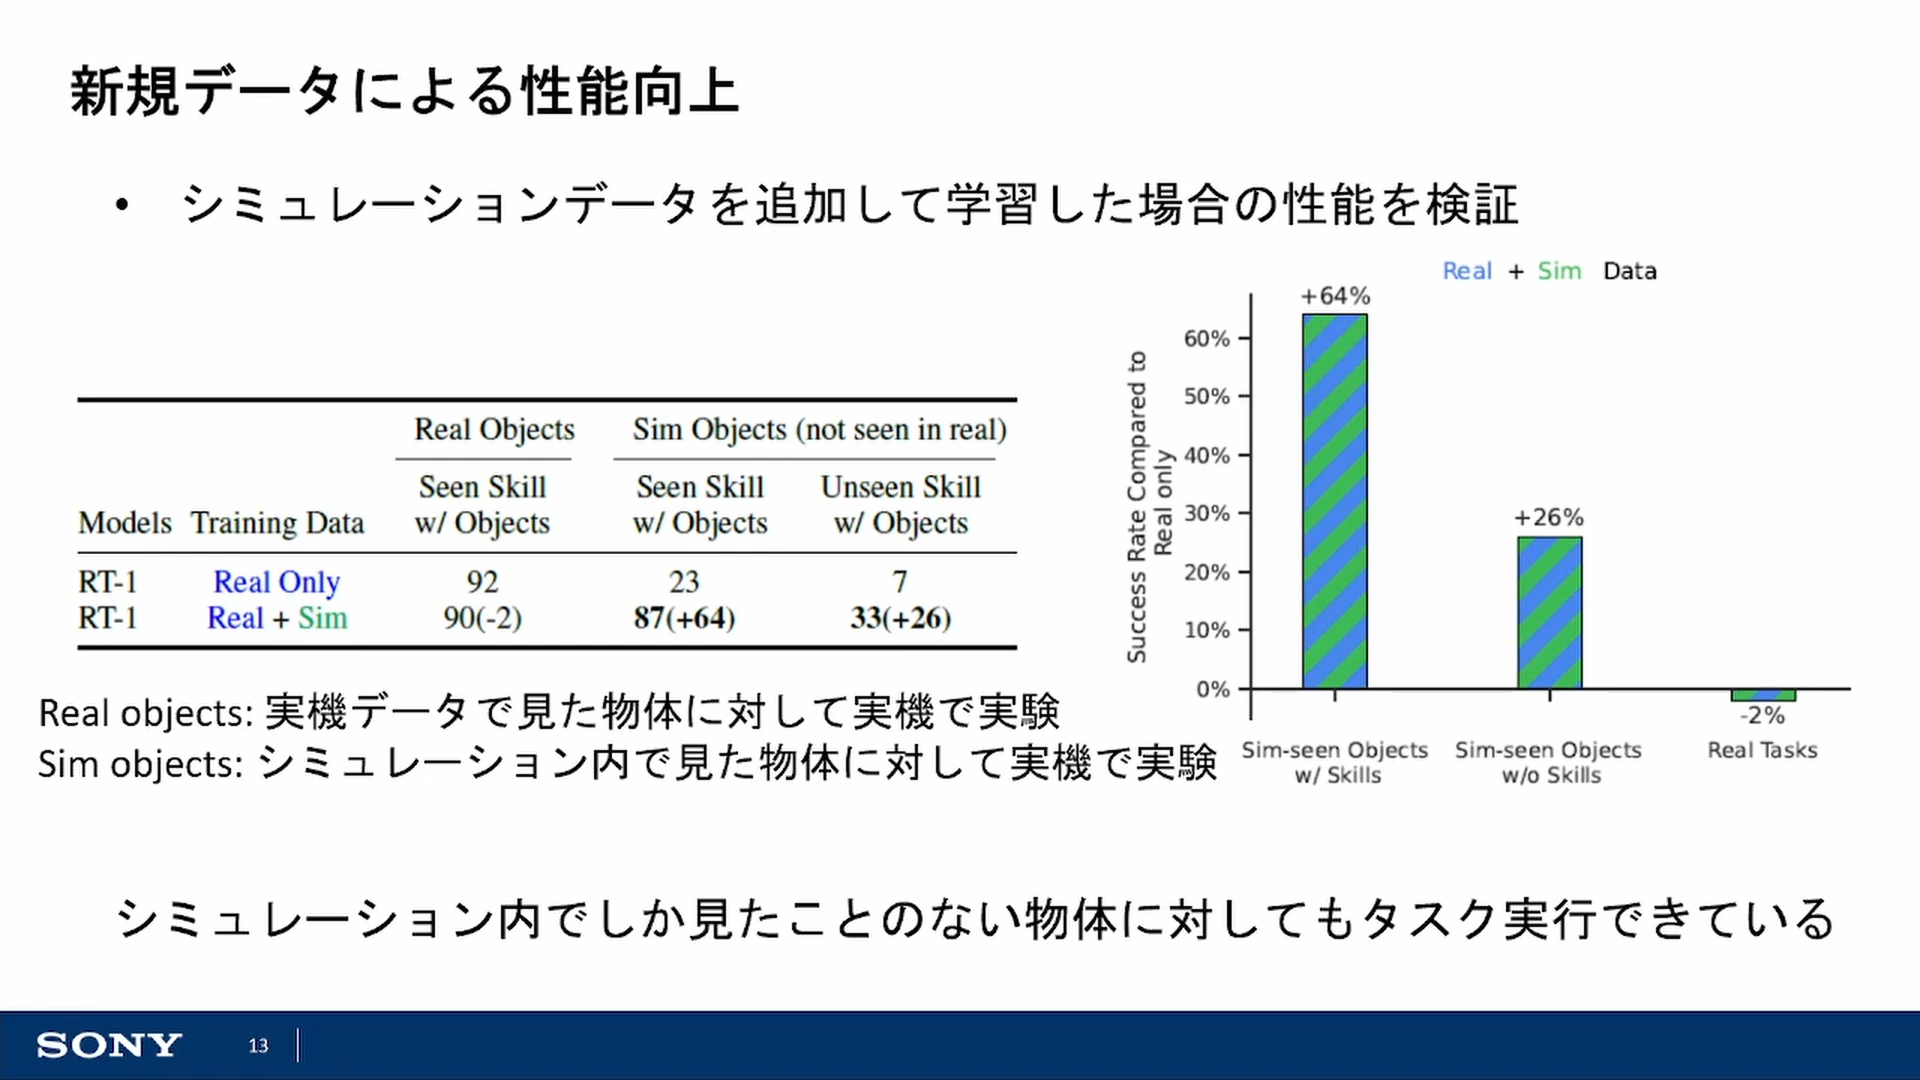 新規データによる性能向上
• シミュレーションデータを追加して学習した場合の性能を検証
Real Objects Sim Objects (not seen in real)
Seen Skill Seen Skill Unseen Skill
Models Training Data w/ Objects w/ Objects w/ Objects
RT-1 Real Only 92 23 7
RT-1 Real + Sim 90(-2) 87(+64) 33(+26)
Real objects: 実機データで見た物体に対して実機で実験
Sim objects: シミュレーション内で見た物体に対して実機で実験
Real + Sim Data
Success Rate Compared to
Real only
60%
50%
40%
30%
20%
10%
0%
+64%
+26%
-2%
Sim-seen Objects
w/ Skills
Sim-seen Objects
w/o Skills
Real Tasks
シミュレーション内でしか見たことのない物体に対してもタスク実行できている
SONY 13